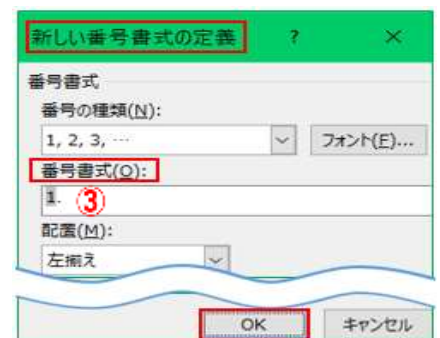 新しい番号書式の定義 ? ×
番号書式
番号の種類(N):
1, 2, 3, … フォント(F)...
番号書式(O):
1. ③
配置(M):
左揃え
OK キャンセル